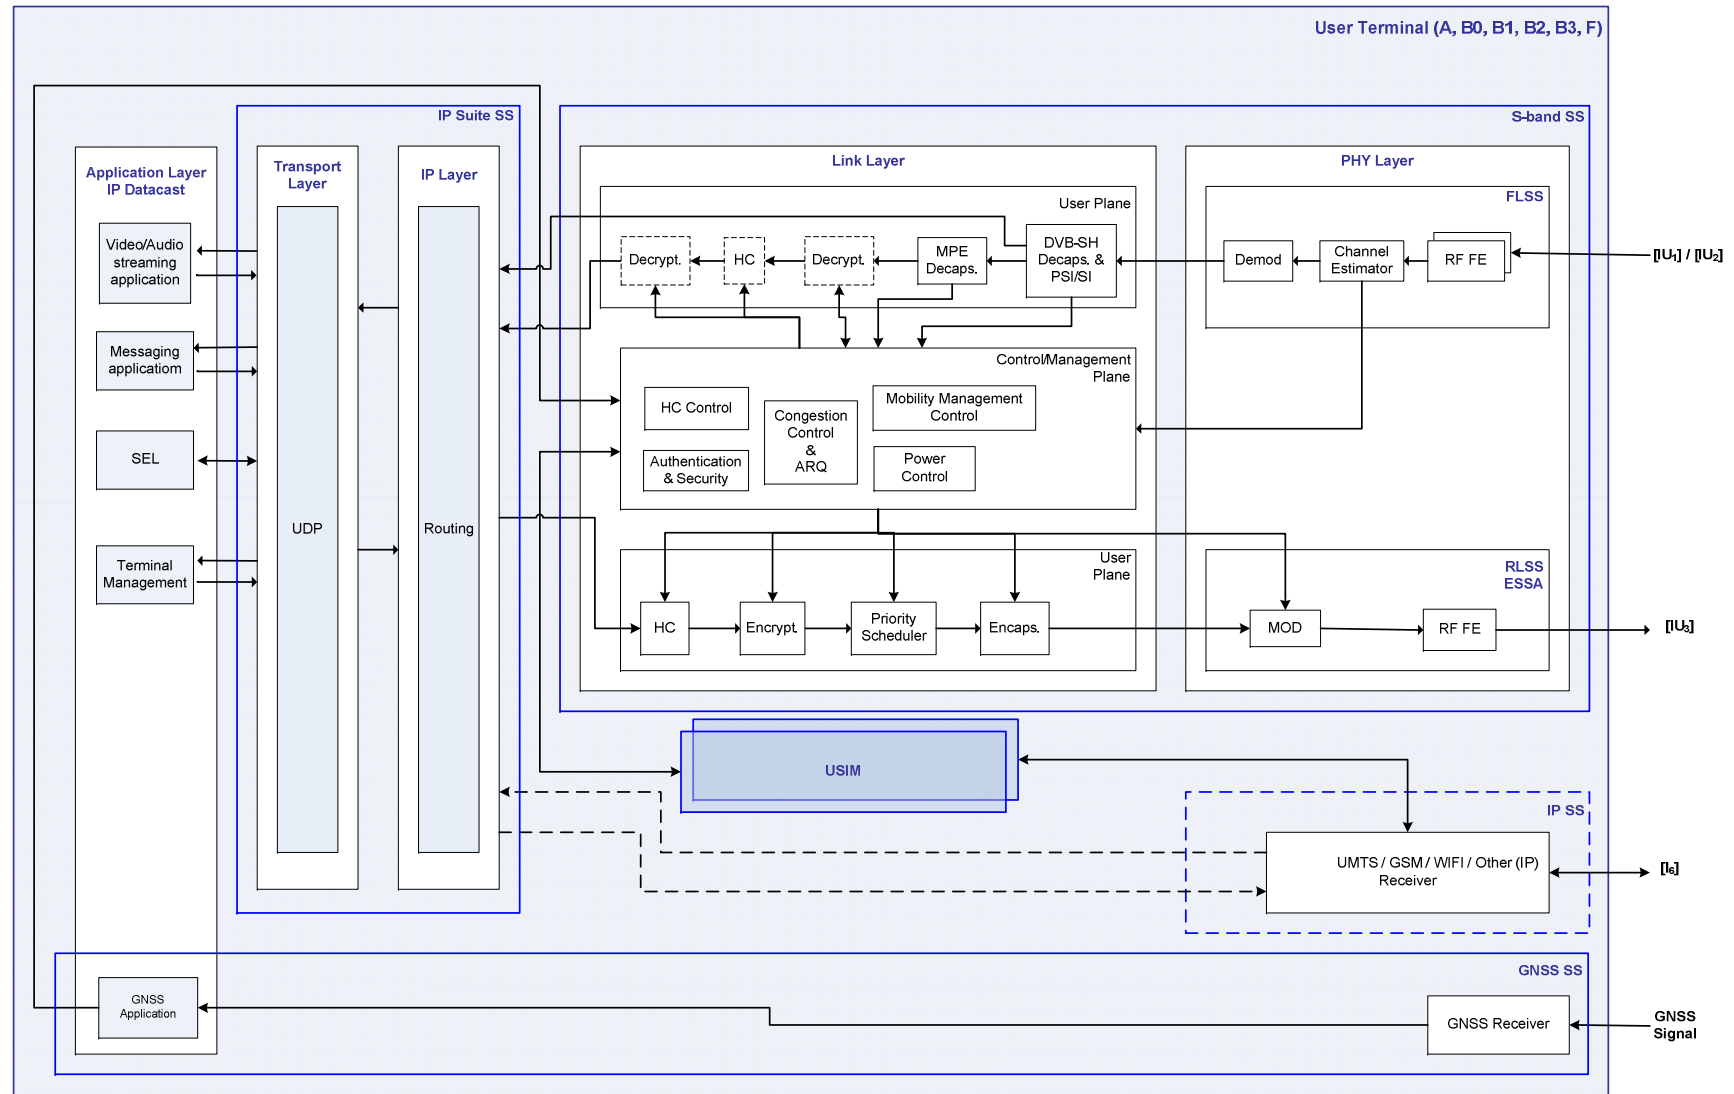 User Terminal (A, B0, B1, B2, B3, F)
IP Suite SS
S-band SS
Application Layer
IP Datacast
Transport
Layer
IP Layer
Link Layer
PHY Layer
User Plane
FLSS
Video/Audio
streaming
application
Decrypt.
HC
Decrypt.
MPE
Decaps.
DVB-SH
Decaps. &
PSI/SI
Demod
Channel
Estimator
RF FE
[IU1] / [IU2]
Messaging
applicatiom
Control/Management
Plane
HC Control
Congestion
Control
&
ARQ
Mobility Management
Control
Authentication
& Security
Power
Control
SEL
UDP
Routing
Terminal
Management
User
Plane
RLSS
ESSA
HC
Encrypt.
Priority
Scheduler
Encaps.
MOD
RF FE
[IU3]
USIM
IP SS
UMTS / GSM / WIFI / Other (IP)
Receiver
[I6]
GNSS SS
GNSS
Application
GNSS Receiver
GNSS
Signal